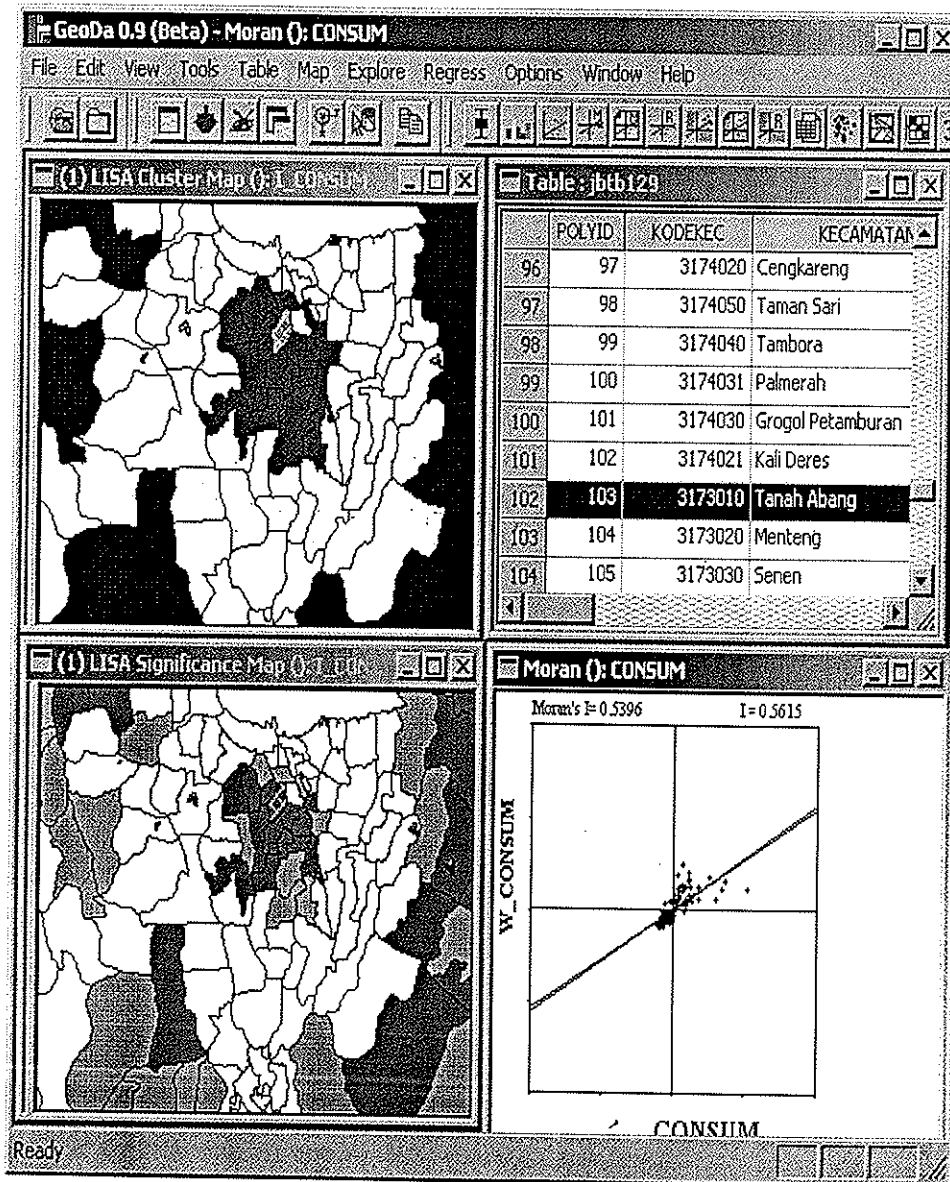 GeoDa 0.9 (Beta) - Moran (): CONSUM
File Edit View Tools Table Map Explore Regress Options Window Help
(1) LISA Cluster Map (): I_CONSUM
Table : jbtb129
POLYID KODEKEC KECAMATAN
96 97 3174020 Cengkareng
97 98 3174050 Taman Sari
98 99 3174040 Tambora
99 100 3174031 Palmerah
100 101 3174030 Grogol Petamburan
101 102 3174021 Kali Deres
102 103 3173010 Tanah Abang
103 104 3173020 Menteng
104 105 3173030 Senen
(1) LISA Significance Map ():
Moran (): CONSUM
Moran's I= 0.5396 I= 0.5615
W_CONSUM
CONSUM
Ready